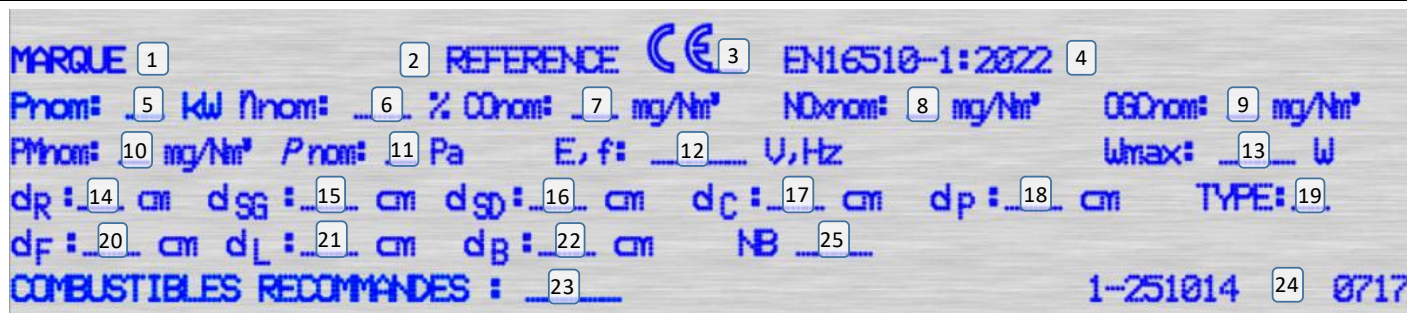 MARQUE 1 2 REFERENCE CE 3 EN16510-1:2022 4
Pnom: ..5.. kW ηnom: ...6... % COnom: ...7... mg/Nm³ NOxnom: 8 mg/Nm³ OGCnom: 9 mg/Nm³
PMnom: .10 mg/Nm³ Pnom: .11 Pa E,f: ...12...... V,Hz Wmax: ...13.... W
dR :..14.. cm dSG :...15... cm dSD :...16... cm dC :...17... cm dP :...18... cm TYPE:.19.
dF :...20... cm dL :...21... cm dB :...22... cm NB ....25.....
COMBUSTIBLES RECOMMANDES : ....23......  1-251014 24 0717